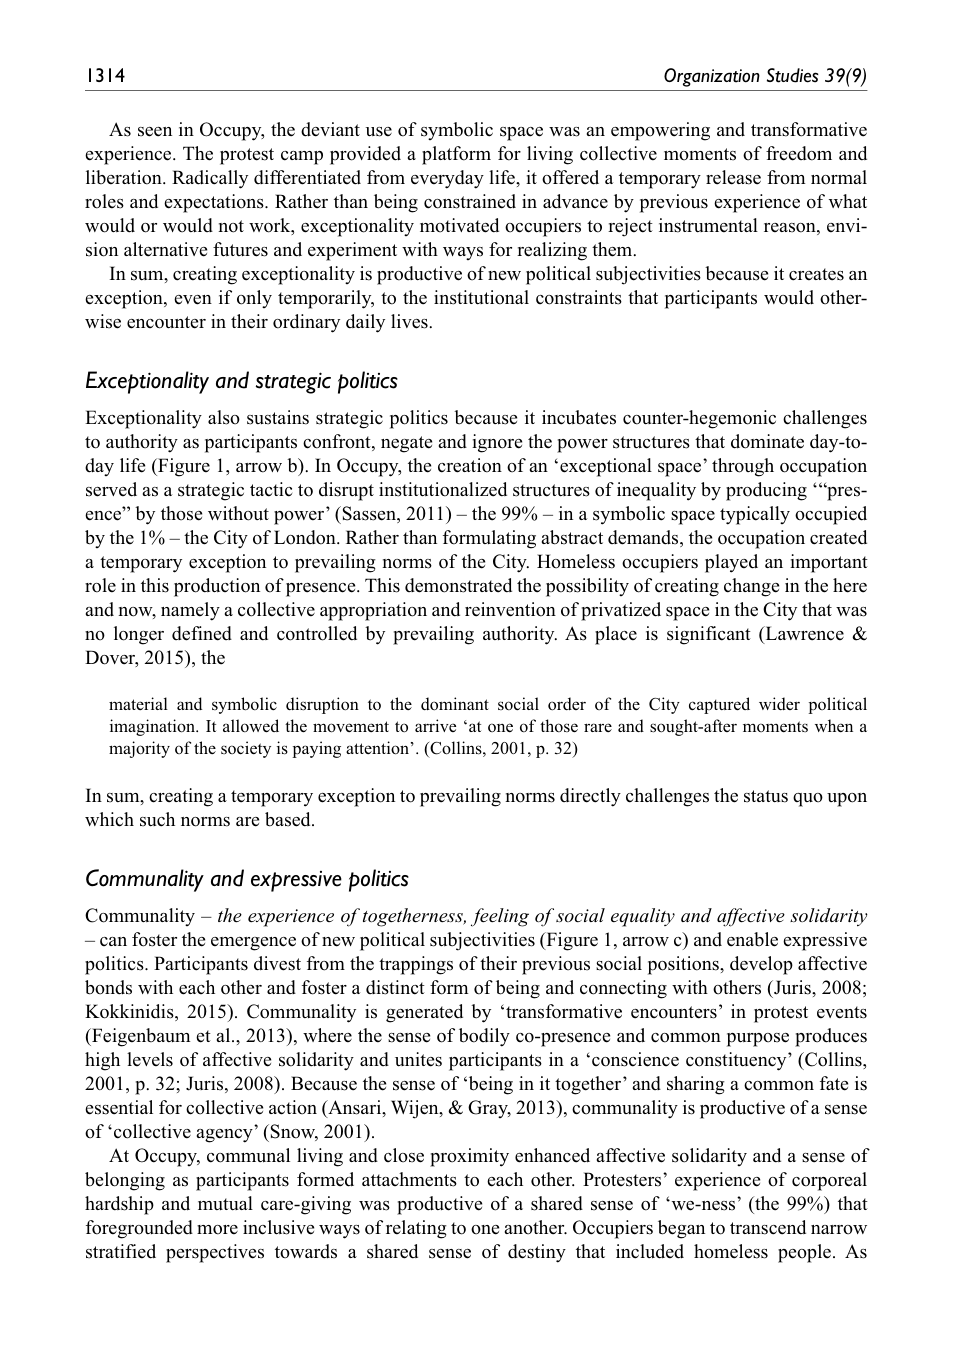 1314
Organization Studies 39(9)
As seen in Occupy, the deviant use of symbolic space was an empowering and transformative
experience. The protest camp provided a platform for living collective moments of freedom and
liberation. Radically differentiated from everyday life, it offered a temporary release from normal
roles and expectations. Rather than being constrained in advance by previous experience of what
would or would not work, exceptionality motivated occupiers to reject instrumental reason, envi-
sion alternative futures and experiment with ways for realizing them.
In sum, creating exceptionality is productive of new political subjectivities because it creates an
exception, even if only temporarily, to the institutional constraints that participants would other-
wise encounter in their ordinary daily lives.
Exceptionality and strategic politics
Exceptionality also sustains strategic politics because it incubates counter-hegemonic challenges
to authority as participants confront, negate and ignore the power structures that dominate day-to-
day life (Figure 1, arrow b). In Occupy, the creation of an ‘exceptional space’ through occupation
served as a strategic tactic to disrupt institutionalized structures of inequality by producing ‘“pres-
ence” by those without power’ (Sassen, 2011) – the 99% – in a symbolic space typically occupied
by the 1% – the City of London. Rather than formulating abstract demands, the occupation created
a temporary exception to prevailing norms of the City. Homeless occupiers played an important
role in this production of presence. This demonstrated the possibility of creating change in the here
and now, namely a collective appropriation and reinvention of privatized space in the City that was
no longer defined and controlled by prevailing authority. As place is significant (Lawrence &
Dover, 2015), the
material and symbolic disruption to the dominant social order of the City captured wider political
imagination. It allowed the movement to arrive ‘at one of those rare and sought-after moments when a
majority of the society is paying attention’. (Collins, 2001, p. 32)
In sum, creating a temporary exception to prevailing norms directly challenges the status quo upon
which such norms are based.
Communality and expressive politics
Communality – the experience of togetherness, feeling of social equality and affective solidarity
– can foster the emergence of new political subjectivities (Figure 1, arrow c) and enable expressive
politics. Participants divest from the trappings of their previous social positions, develop affective
bonds with each other and foster a distinct form of being and connecting with others (Juris, 2008;
Kokkinidis, 2015). Communality is generated by ‘transformative encounters’ in protest events
(Feigenbaum et al., 2013), where the sense of bodily co-presence and common purpose produces
high levels of affective solidarity and unites participants in a ‘conscience constituency’ (Collins,
2001, p. 32; Juris, 2008). Because the sense of ‘being in it together’ and sharing a common fate is
essential for collective action (Ansari, Wijen, & Gray, 2013), communality is productive of a sense
of ‘collective agency’ (Snow, 2001).
At Occupy, communal living and close proximity enhanced affective solidarity and a sense of
belonging as participants formed attachments to each other. Protesters’ experience of corporeal
hardship and mutual care-giving was productive of a shared sense of ‘we-ness’ (the 99%) that
foregrounded more inclusive ways of relating to one another. Occupiers began to transcend narrow
stratified perspectives towards a shared sense of destiny that included homeless people. As